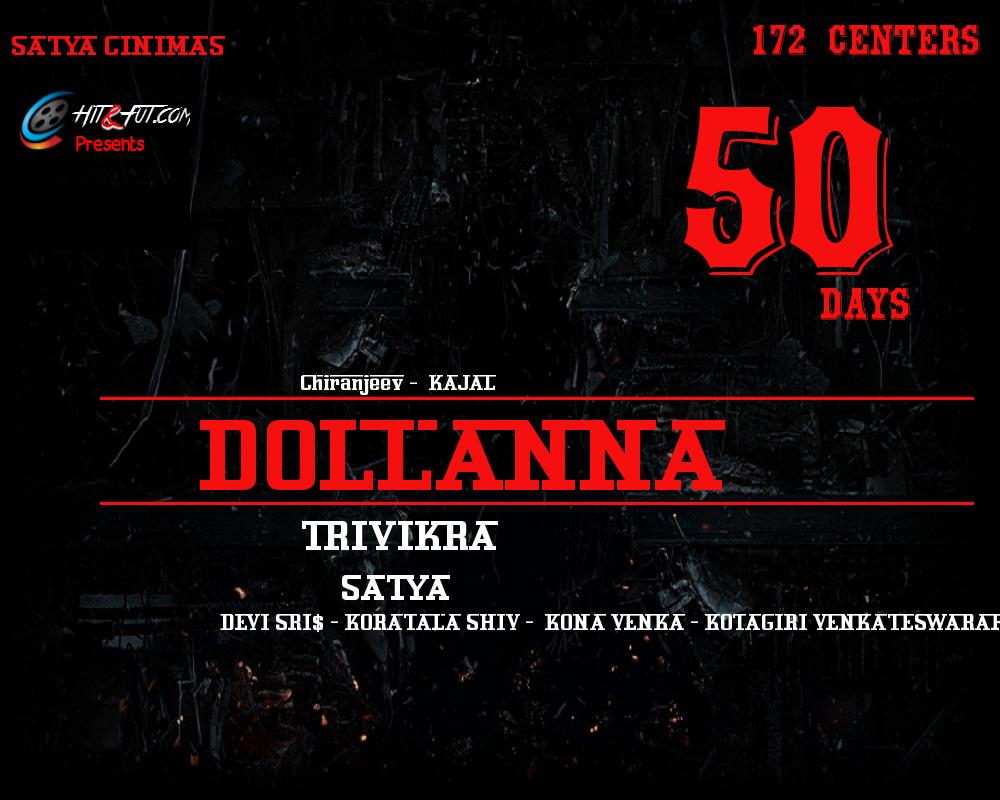 SATYA CINIMAS
172 CENTERS
HIT&FUT.COM
Presents
50
DAYS
Chiranjeev - KAJAL
DOLLANNA
TRIVIKRA
SATYA
DEVI SRI$ - KORATALA SHIV - KONA VENKA - KOTAGIRI VENKATESWARAR